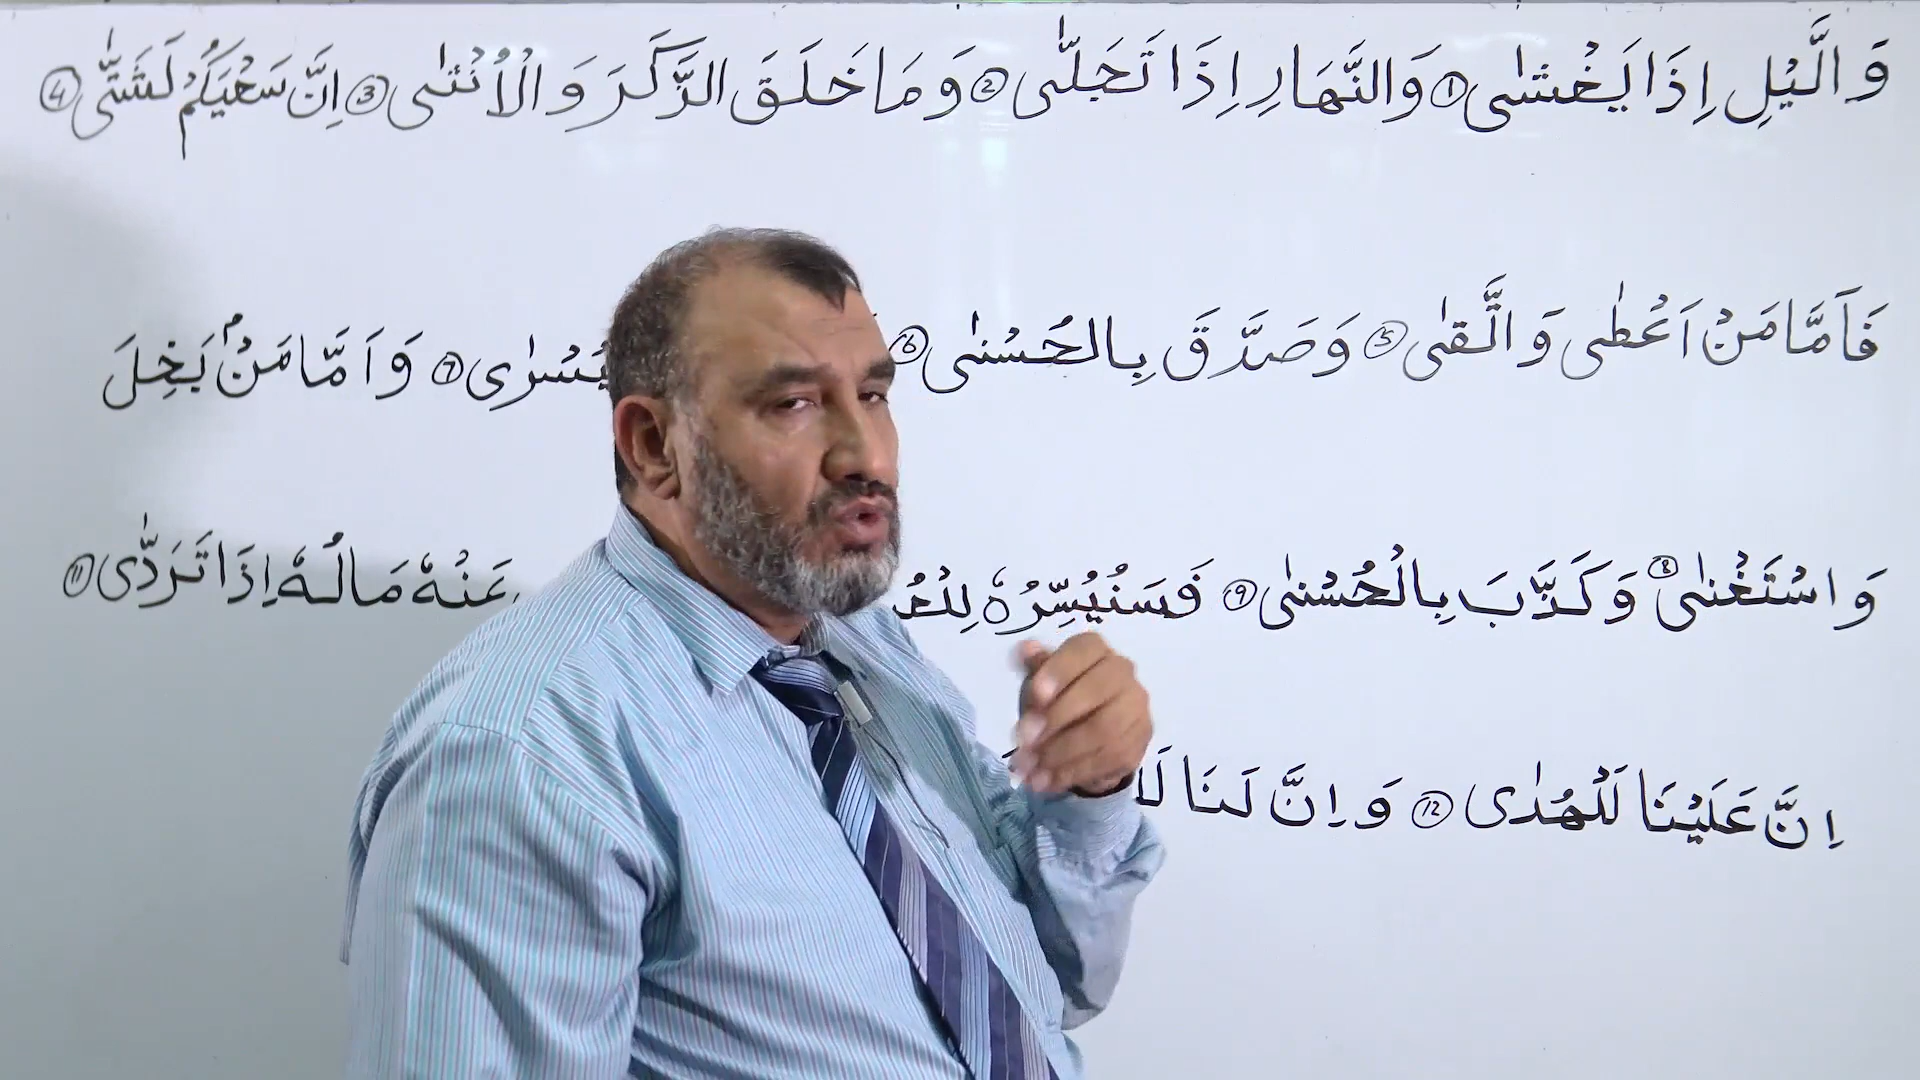 وَ الَّيْلِ اِذَا يَغْشٰى ① وَ النَّهَارِ اِذَا تَجَلّٰى ② وَ مَا خَلَقَ الذَّكَرَ وَ الْاُنْثٰى ③ اِنَّ سَعْيَكُمْ لَشَتّٰى ④
فَاَمَّا مَنْ اَعْطٰى وَ اتَّقٰى ⑤ وَ صَدَّقَ بِالْحُسْنٰى ⑥ يُسْرٰى ⑦ وَ اَمَّا مَنْۢ بَخِلَ
وَ اسْتَغْنٰى ⑧ وَ كَذَّبَ بِالْحُسْنٰى ⑨ فَسَنُيَسِّرُهٗ عَنْهُ مَالُهٗ اِذَا تَرَدّٰى ⑪
اِنَّ عَلَيْنَا لَلْهُدٰى ⑫ وَ اِنَّ لَنَا